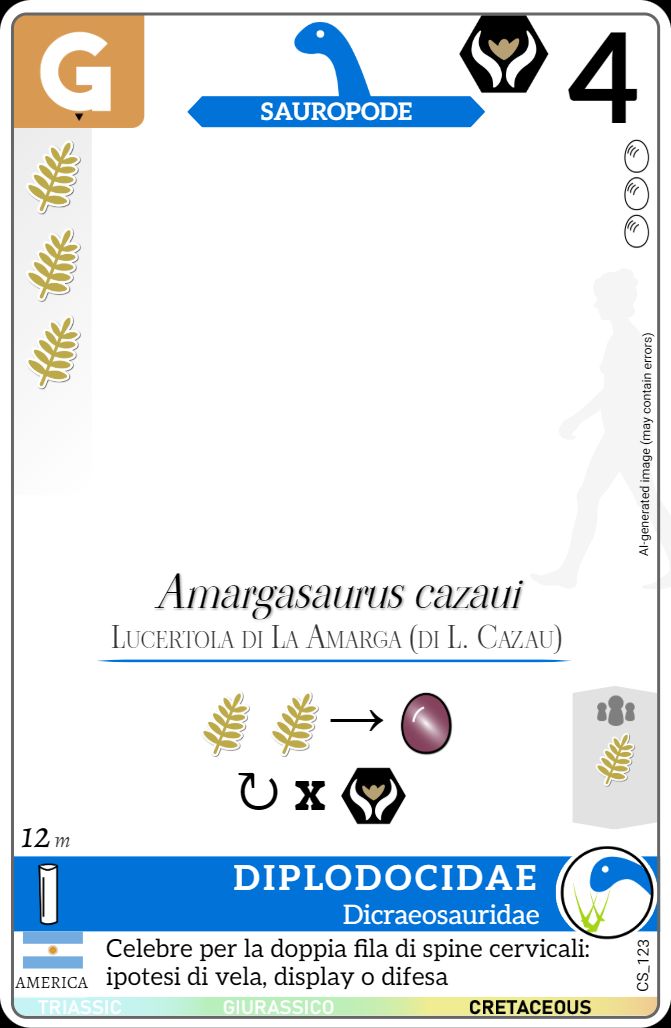 G
SAUROPODE
4
AI-generated image (may contain errors)
Amargasaurus cazaui
Lucertola di La Amarga (di L. Cazau)
x
12 m
DIPLODOCIDAE
Dicraeosauridae
AMERICA
Celebre per la doppia fila di spine cervicali:
ipotesi di vela, display o difesa
CS_123
TRIASSIC
GIURASSICO
CRETACEOUS